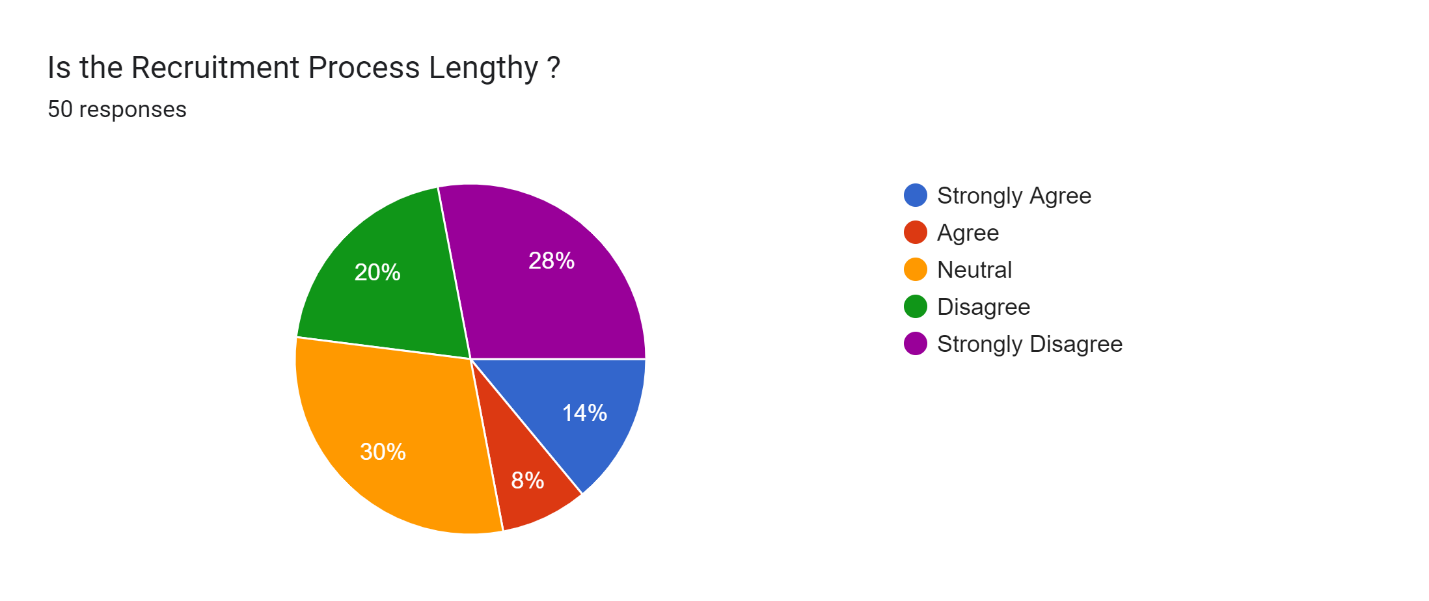 Is the Recruitment Process Lengthy ?
50 responses
28%
20%
14%
30%
8%
Strongly Agree
Agree
Neutral
Disagree
Strongly Disagree